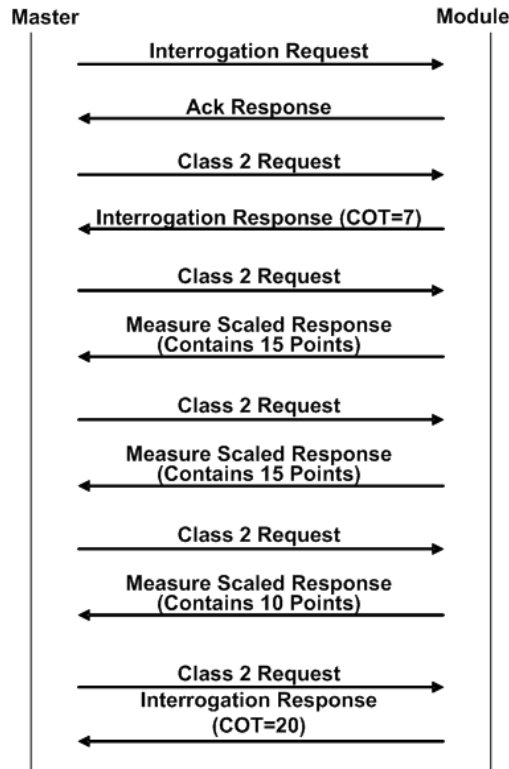 Master
Module
Interrogation Request
Ack Response
Class 2 Request
Interrogation Response (COT=7)
Class 2 Request
Measure Scaled Response
(Contains 15 Points)
Class 2 Request
Measure Scaled Response
(Contains 15 Points)
Class 2 Request
Measure Scaled Response
(Contains 10 Points)
Class 2 Request
Interrogation Response
(COT=20)